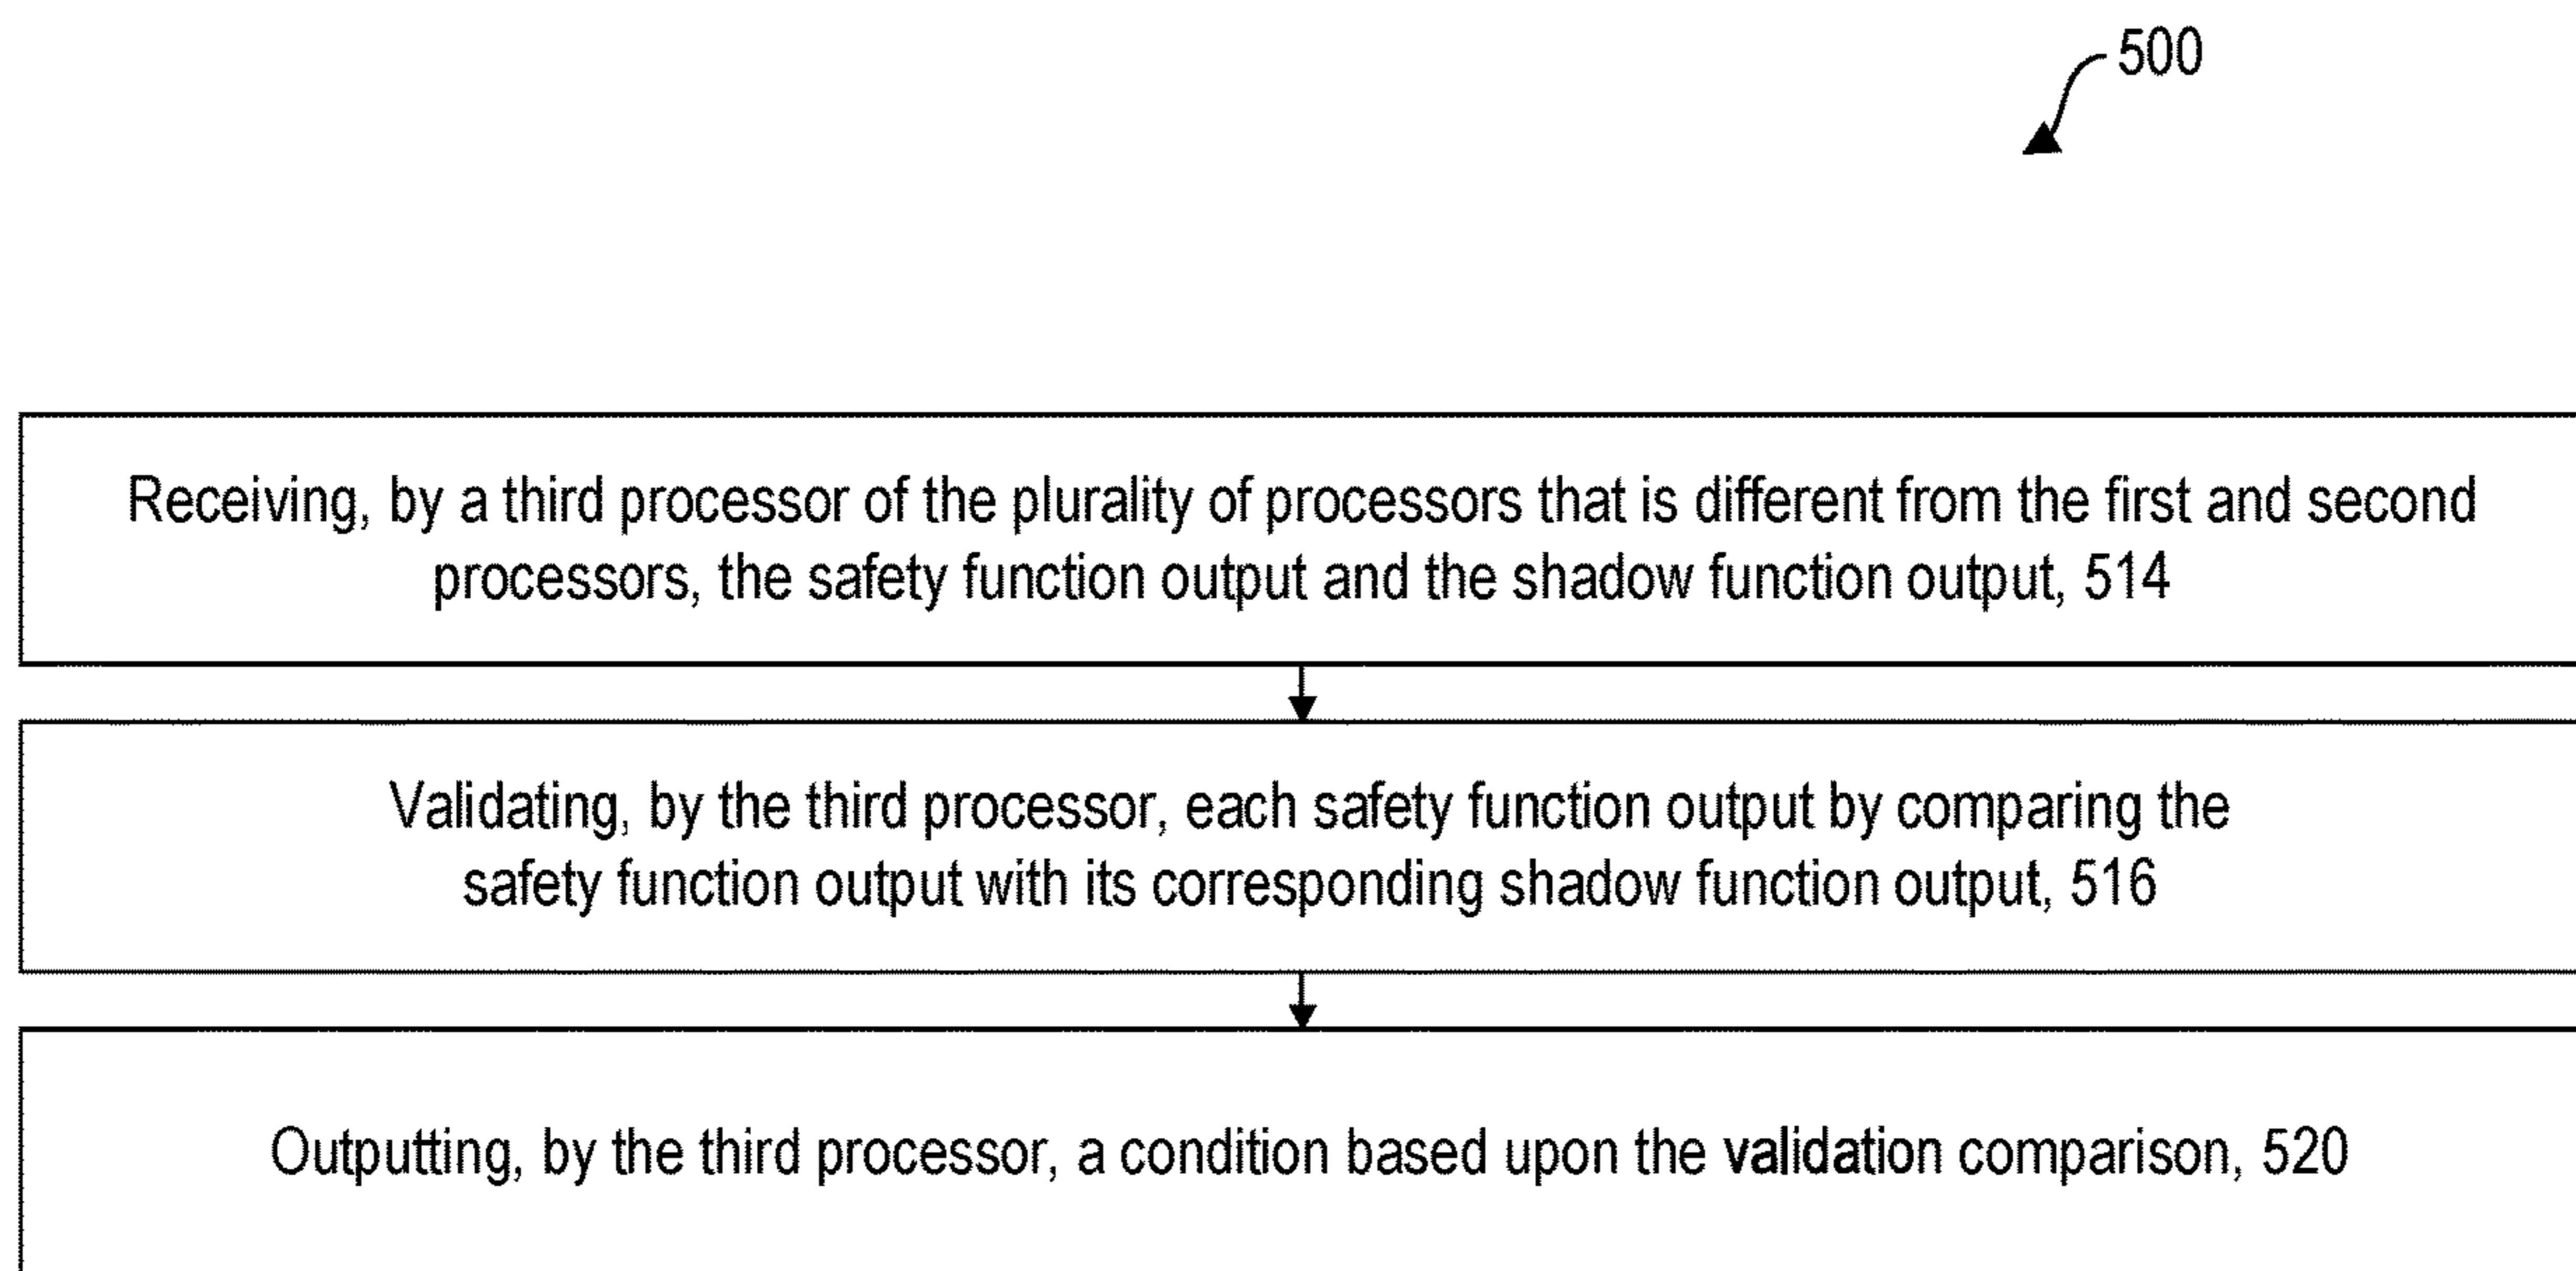 500
Receiving, by a third processor of the plurality of processors that is different from the first and second
processors, the safety function output and the shadow function output, 514
Validating, by the third processor, each safety function output by comparing the
safety function output with its corresponding shadow function output, 516
Outputting, by the third processor, a condition based upon the validation comparison, 520